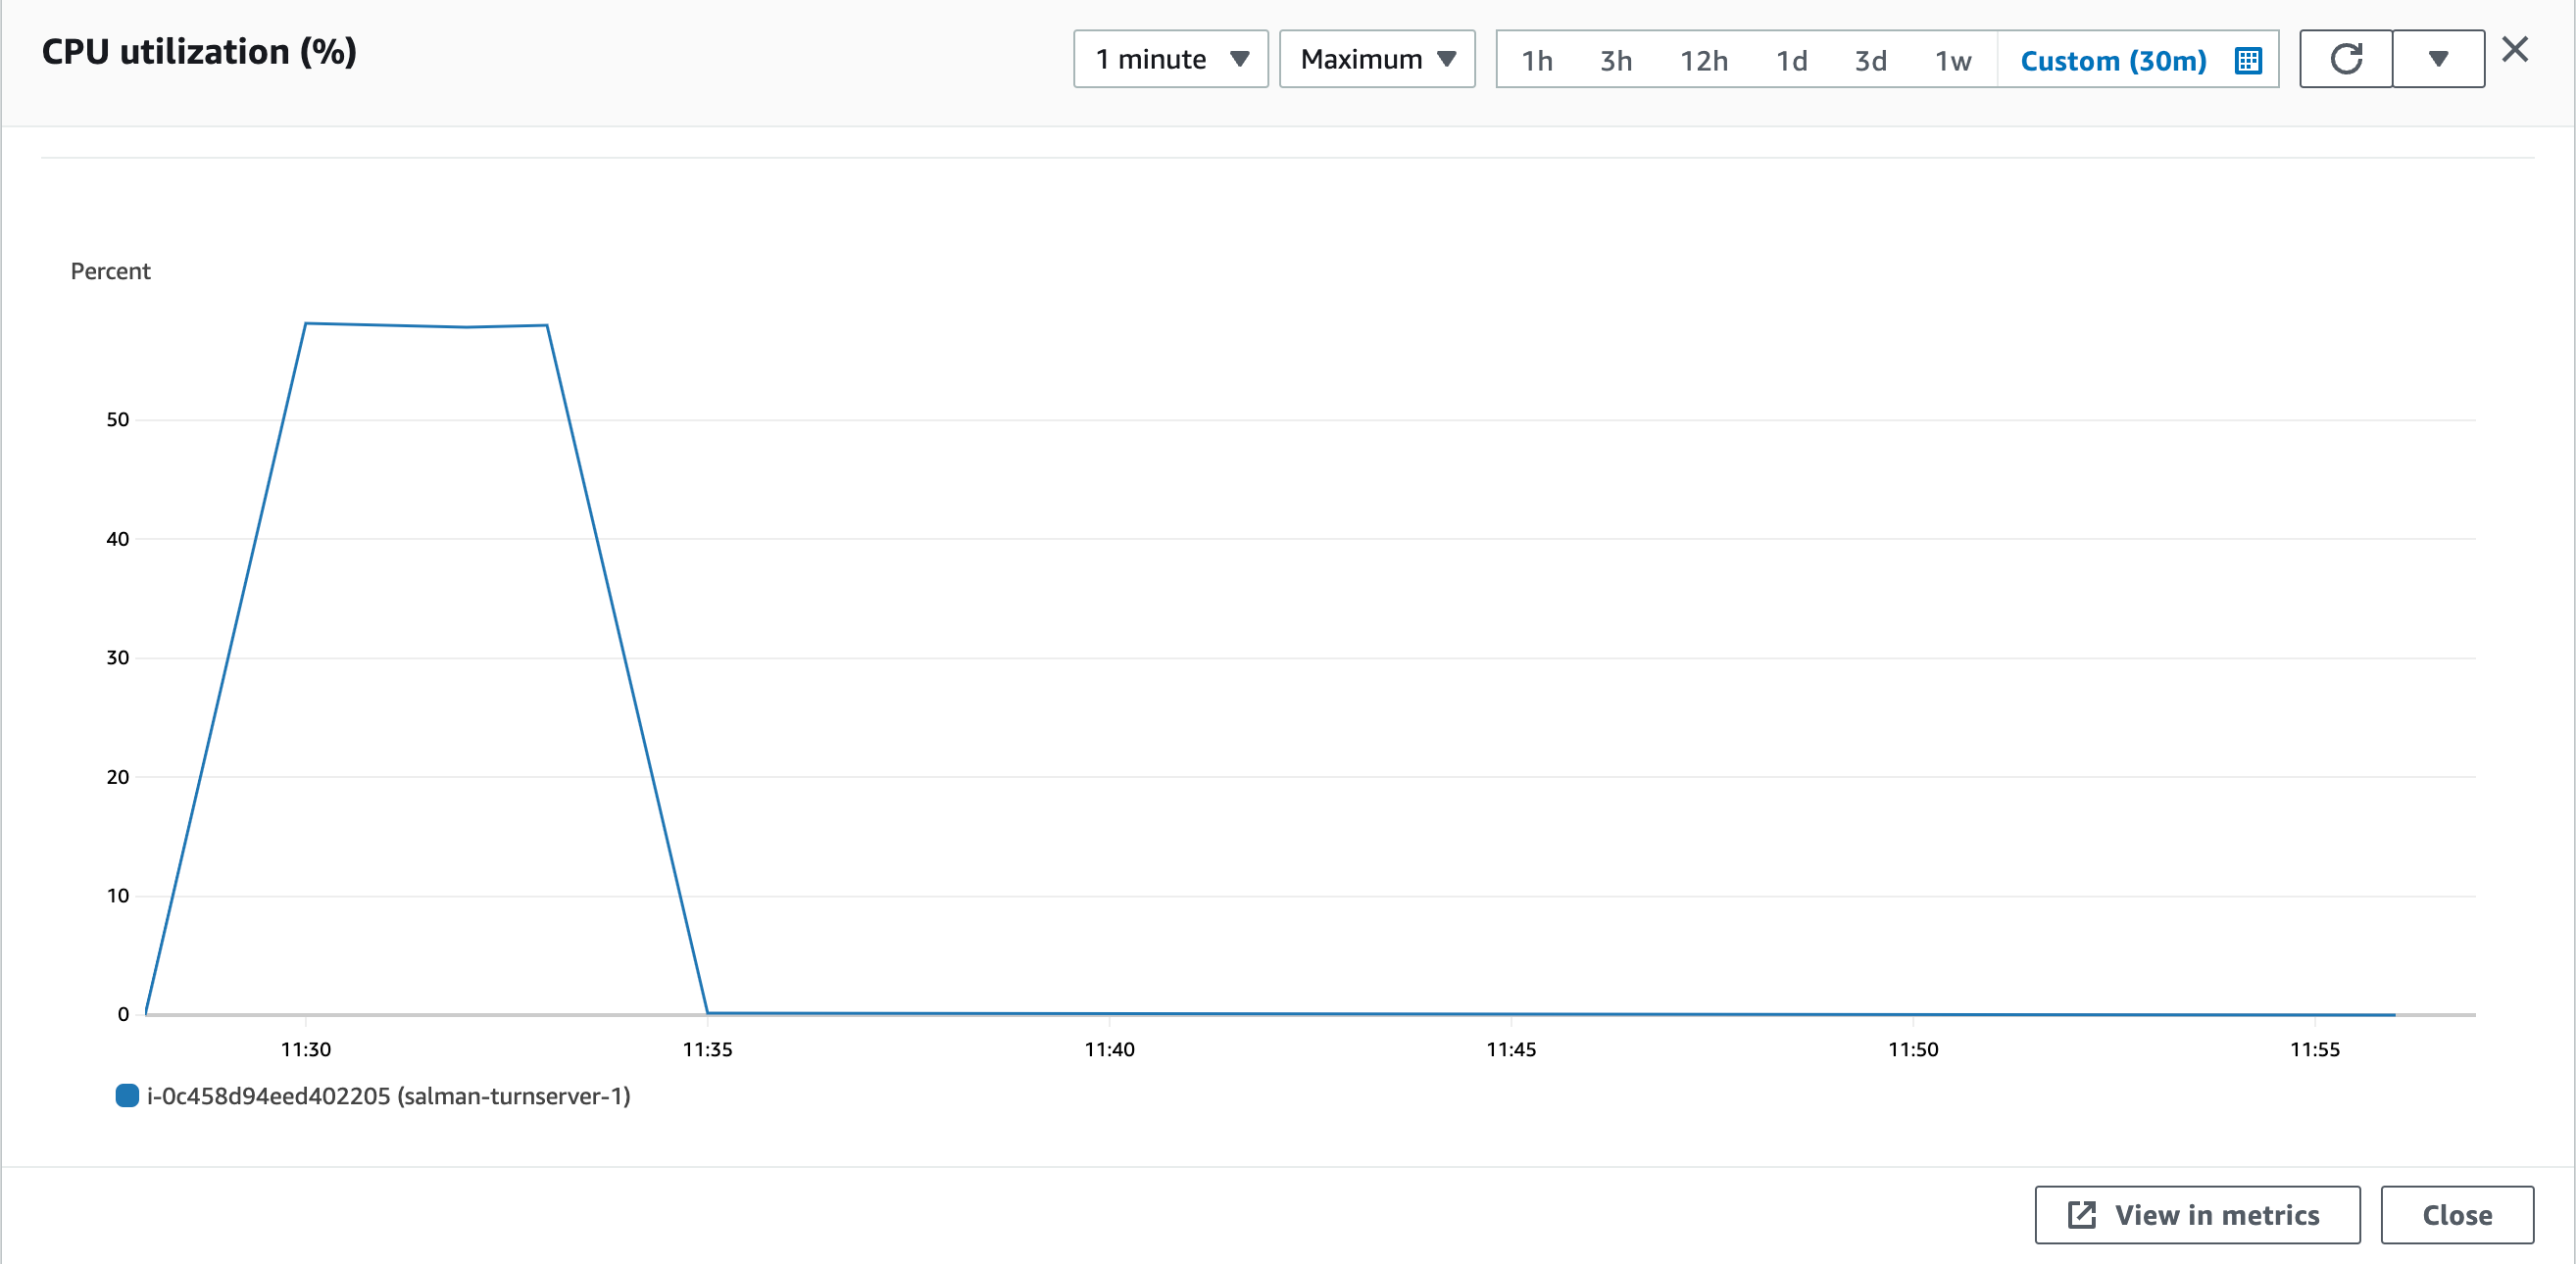 CPU utilization (%)
1 minute
Maximum
1h 3h 12h 1d 3d 1w Custom (30m)
Percent
50
40
30
20
10
0
11:30 11:35 11:40 11:45 11:50 11:55
i-0c458d94eed402205 (salman-turnserver-1)
View in metrics
Close